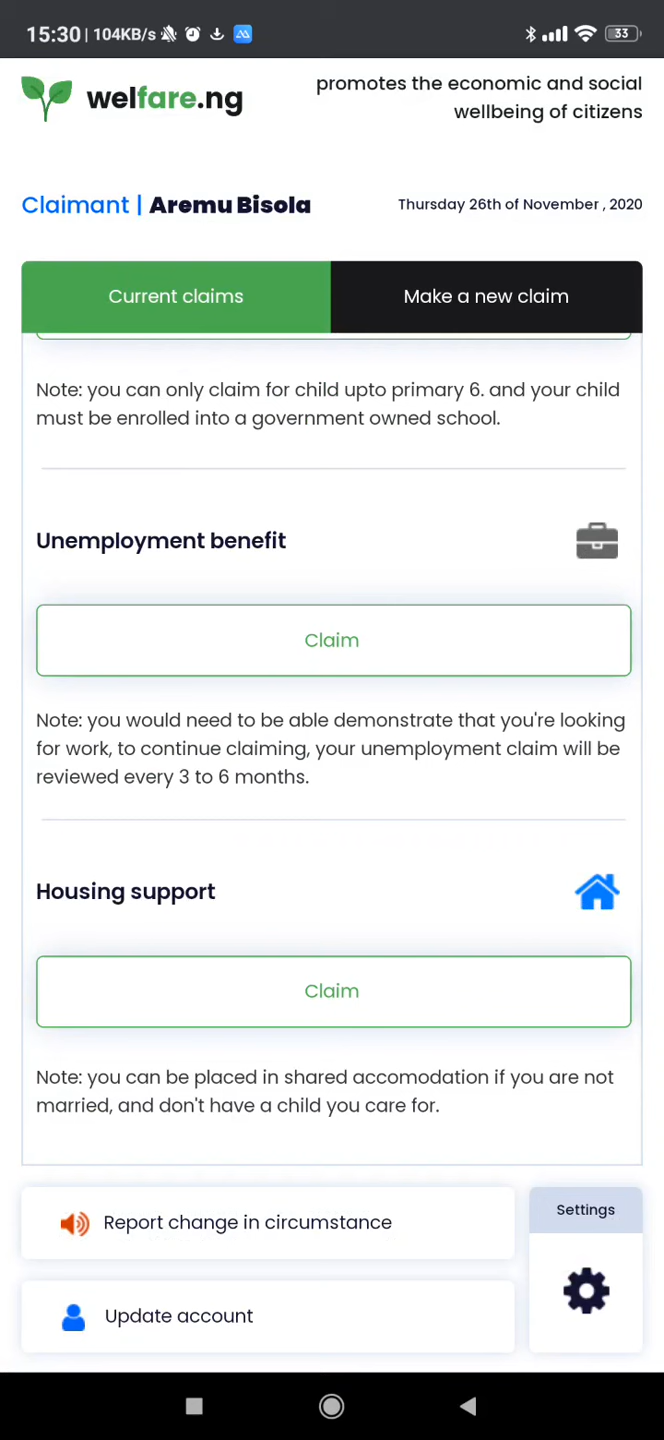 15:30 | 104KB/s 33
welfare.ng
promotes the economic and social
wellbeing of citizens
Claimant | Aremu Bisola
Thursday 26th of November , 2020
Current claims
Make a new claim
Note: you can only claim for child upto primary 6. and your child
must be enrolled into a government owned school.
Unemployment benefit
Claim
Note: you would need to be able demonstrate that you're looking
for work, to continue claiming, your unemployment claim will be
reviewed every 3 to 6 months.
Housing support
Claim
Note: you can be placed in shared accomodation if you are not
married, and don't have a child you care for.
Report change in circumstance
Settings
Update account